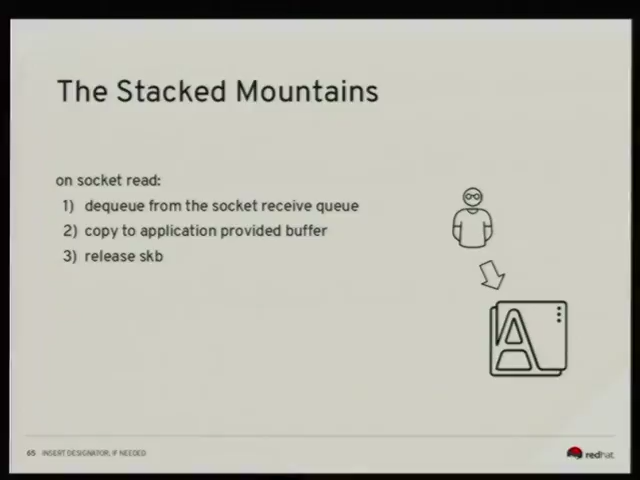 The Stacked Mountains
on socket read:
1) dequeue from the socket receive queue
2) copy to application provided buffer
3) release skb
A
65 INSERT DESIGNATOR, IF NEEDED
redhat